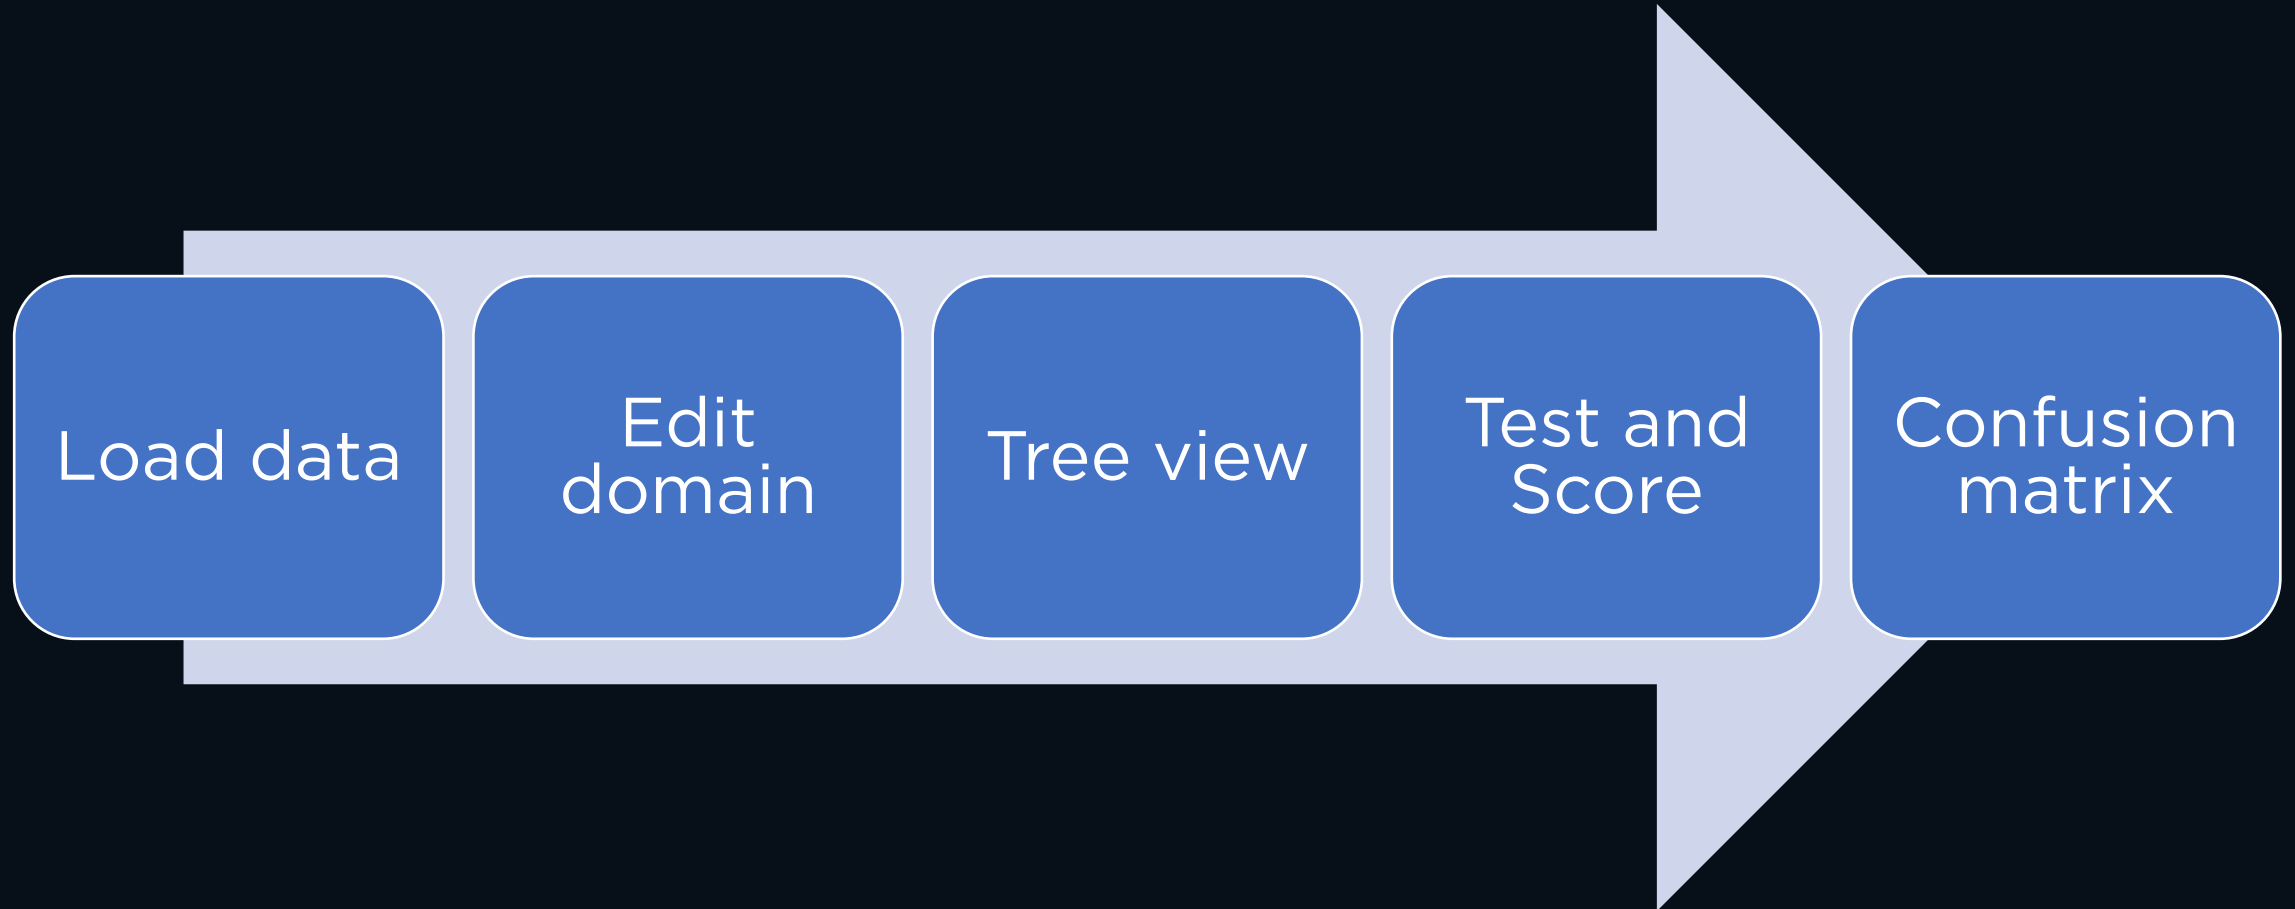 Load data
Edit
domain
Tree view
Test and
Score
Confusion
matrix